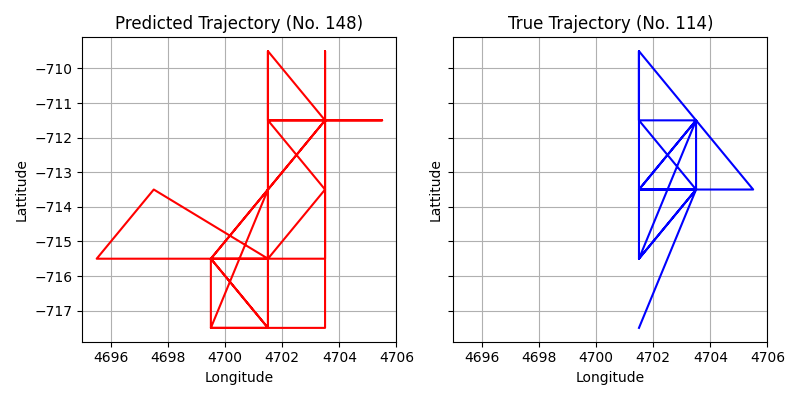 Predicted Trajectory (No. 148)
True Trajectory (No. 114)
−710
−711
−712
−713
−714
−715
−716
−717
Lattitude
Lattitude
4696 4698 4700 4702 4704 4706
4696 4698 4700 4702 4704 4706
Longitude
Longitude